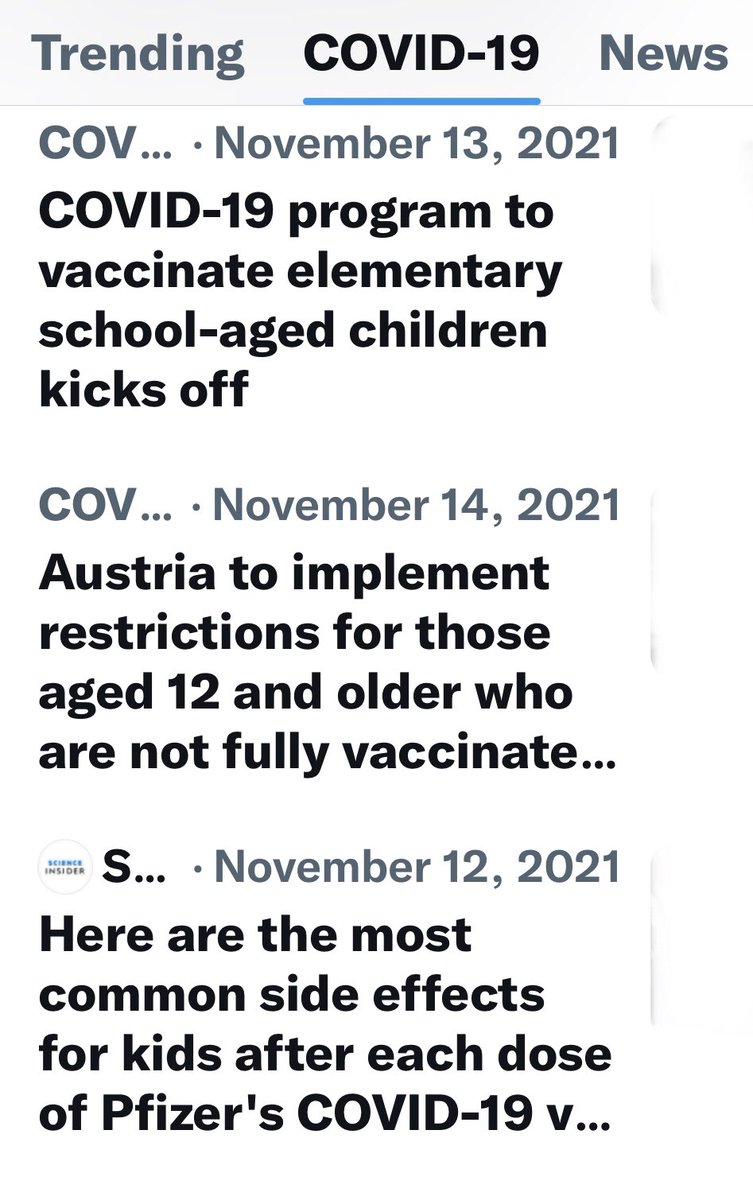 Trending COVID-19 News
COV... · November 13, 2021
COVID-19 program to
vaccinate elementary
school-aged children
kicks off
COV... · November 14, 2021
Austria to implement
restrictions for those
aged 12 and older who
are not fully vaccinate...
SCIENCE
INSIDER
S... · November 12, 2021
Here are the most
common side effects
for kids after each dose
of Pfizer's COVID-19 v...